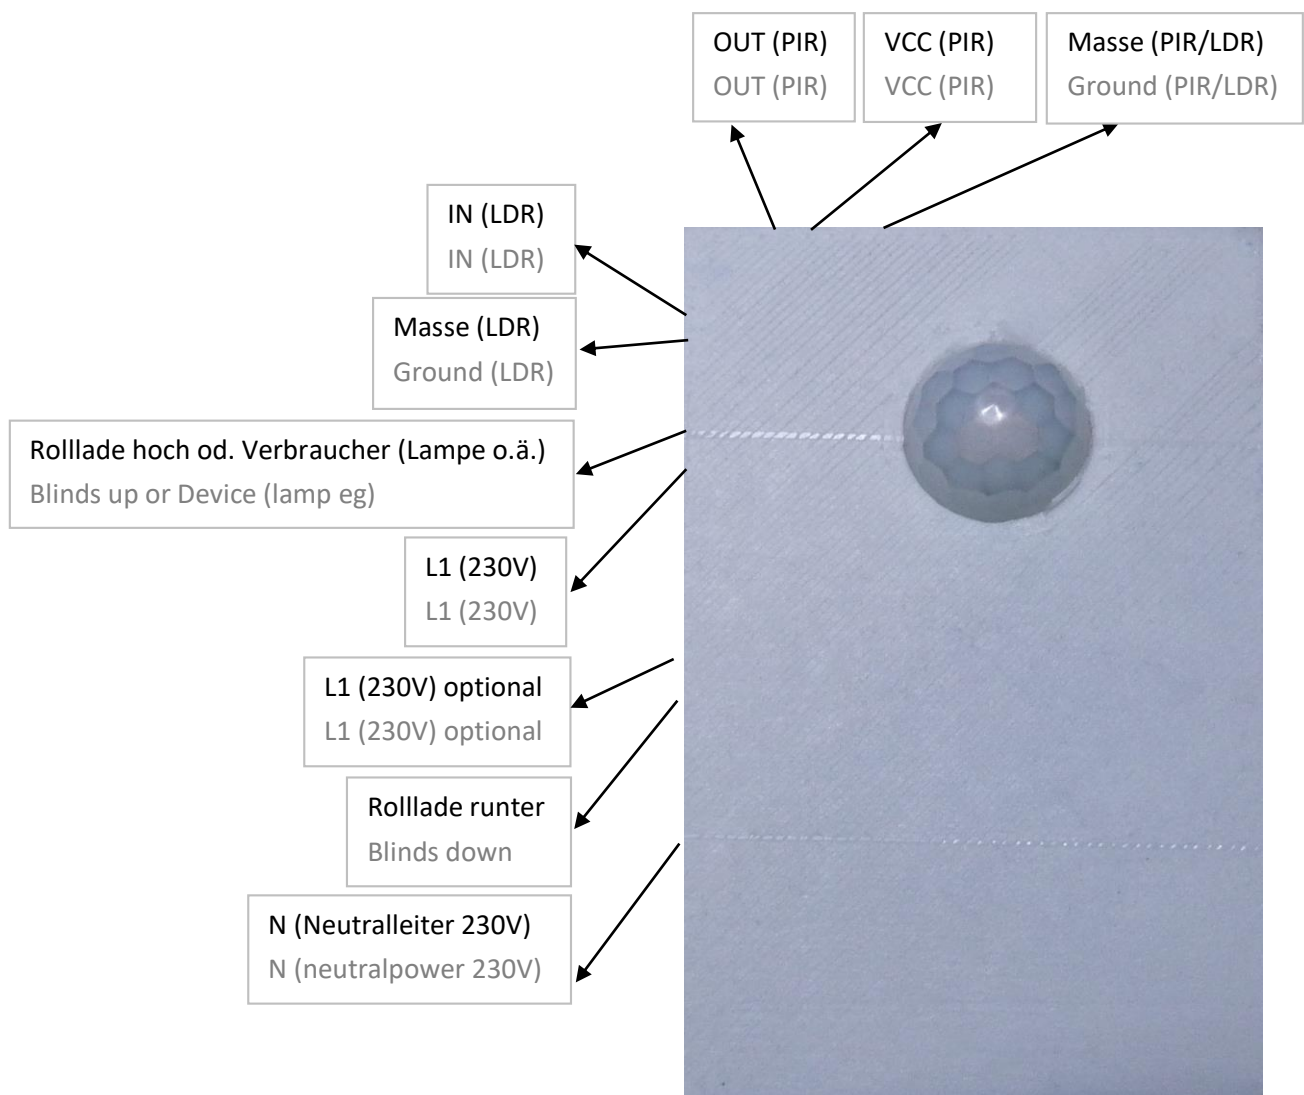 OUT (PIR)
OUT (PIR)
VCC (PIR)
VCC (PIR)
Masse (PIR/LDR)
Ground (PIR/LDR)
IN (LDR)
IN (LDR)
Masse (LDR)
Ground (LDR)
Rolllade hoch od. Verbraucher (Lampe o.ä.)
Blinds up or Device (lamp eg)
L1 (230V)
L1 (230V)
L1 (230V) optional
L1 (230V) optional
Rolllade runter
Blinds down
N (Neutralleiter 230V)
N (neutralpower 230V)